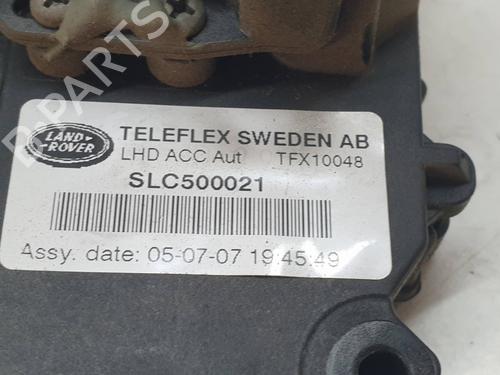 B-PARTS
LAND
ROVER
TELEFLEX SWEDEN AB
LHD ACC Aut TFX10048
SLC500021
Assy. date: 05-07-07 19:45:49